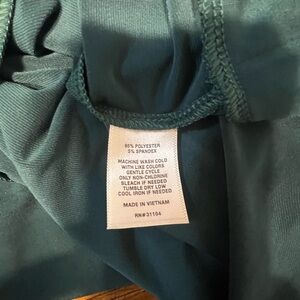 95% POLYESTER
5% SPANDEX
MACHINE WASH COLD
WITH LIKE COLORS
GENTLE CYCLE
ONLY NON-CHLORINE
BLEACH IF NEEDED
TUMBLE DRY LOW
COOL IRON IF NEEDED
MADE IN VIETNAM
RN#31104